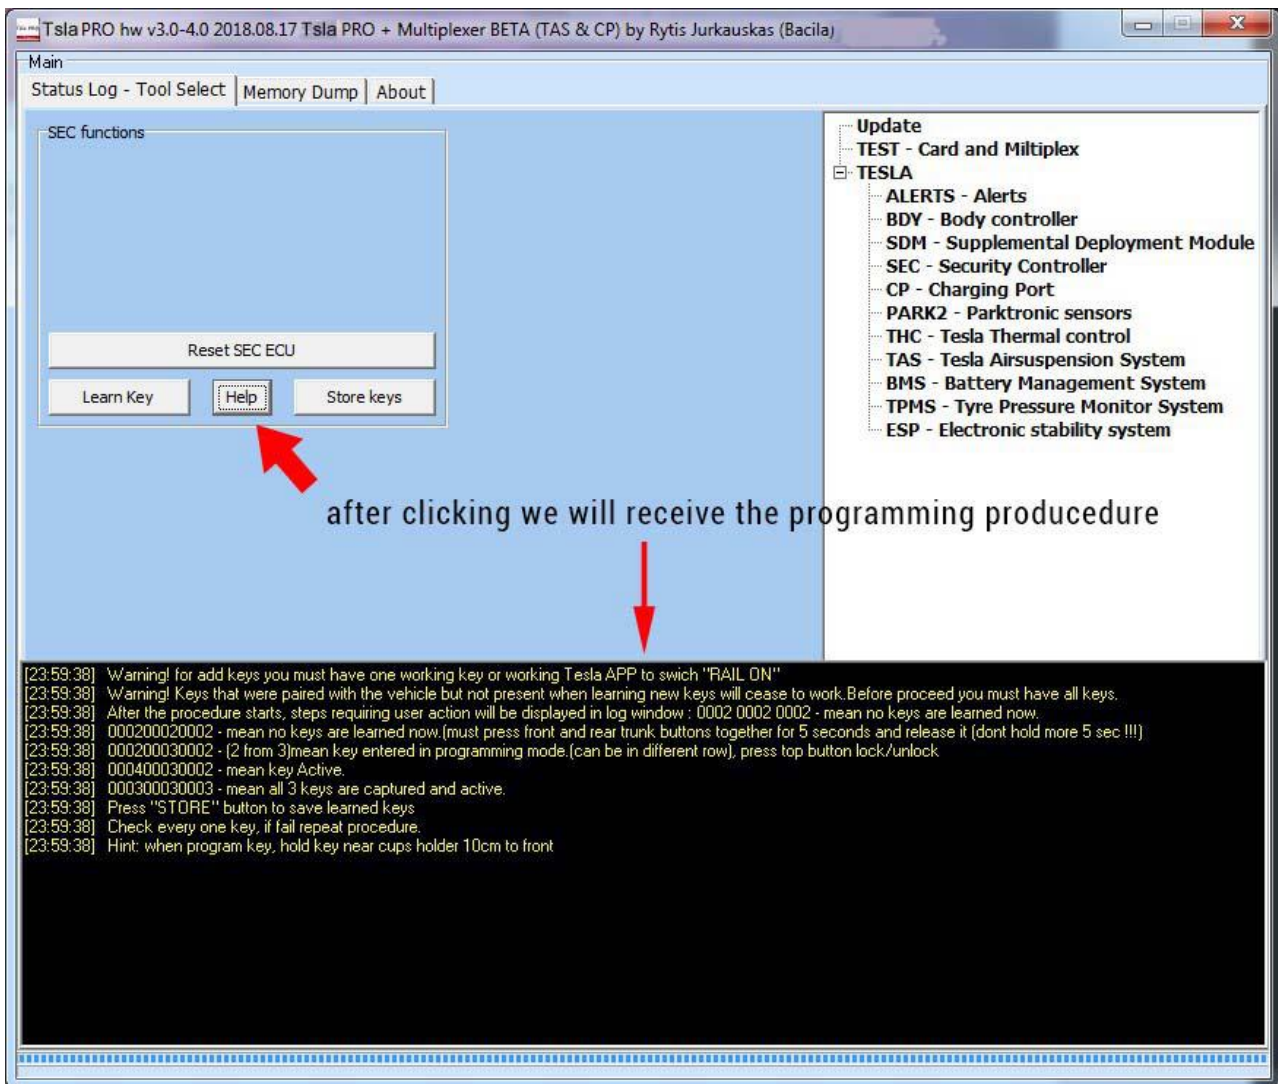 Tsla PRO hw v3.0-4.0 2018.08.17 Tsla PRO + Multiplexer BETA (TAS & CP) by Rytis Jurkauskas (Bacila)
Main
Status Log - Tool Select
Memory Dump
About
SEC functions
Reset SEC ECU
Learn Key
Help
Store keys
Update
TEST - Card and Miltiplex
TESLA
ALERTS - Alerts
BDY - Body controller
SDM - Supplemental Deployment Module
SEC - Security Controller
CP - Charging Port
PARK2 - Parktronic sensors
THC - Tesla Thermal control
TAS - Tesla Airsuspension System
BMS - Battery Management System
TPMS - Tyre Pressure Monitor System
ESP - Electronic stability system
after clicking we will receive the programming producedure
[23:59:38] Warning! for add keys you must have one working key or working Tesla APP to swich "RAIL ON"
[23:59:38] Warning! Keys that were paired with the vehicle but not present when learning new keys will cease to work.Before proceed you must have all keys.
[23:59:38] After the procedure starts, steps requiring user action will be displayed in log window : 0002 0002 0002 - mean no keys are learned now.
[23:59:38] 000200020002 - mean no keys are learned now.(must press front and rear trunk buttons together for 5 seconds and release it (dont hold more 5 sec !!!)
[23:59:38] 000200030002 - (2 from 3)mean key entered in programming mode.(can be in different row), press top button lock/unlock
[23:59:38] 000400030002 - mean key Active.
[23:59:38] 000300030003 - mean all 3 keys are captured and active.
[23:59:38] Press "STORE" button to save learned keys
[23:59:38] Check every one key, if fail repeat procedure.
[23:59:38] Hint: when program key, hold key near cups holder 10cm to front